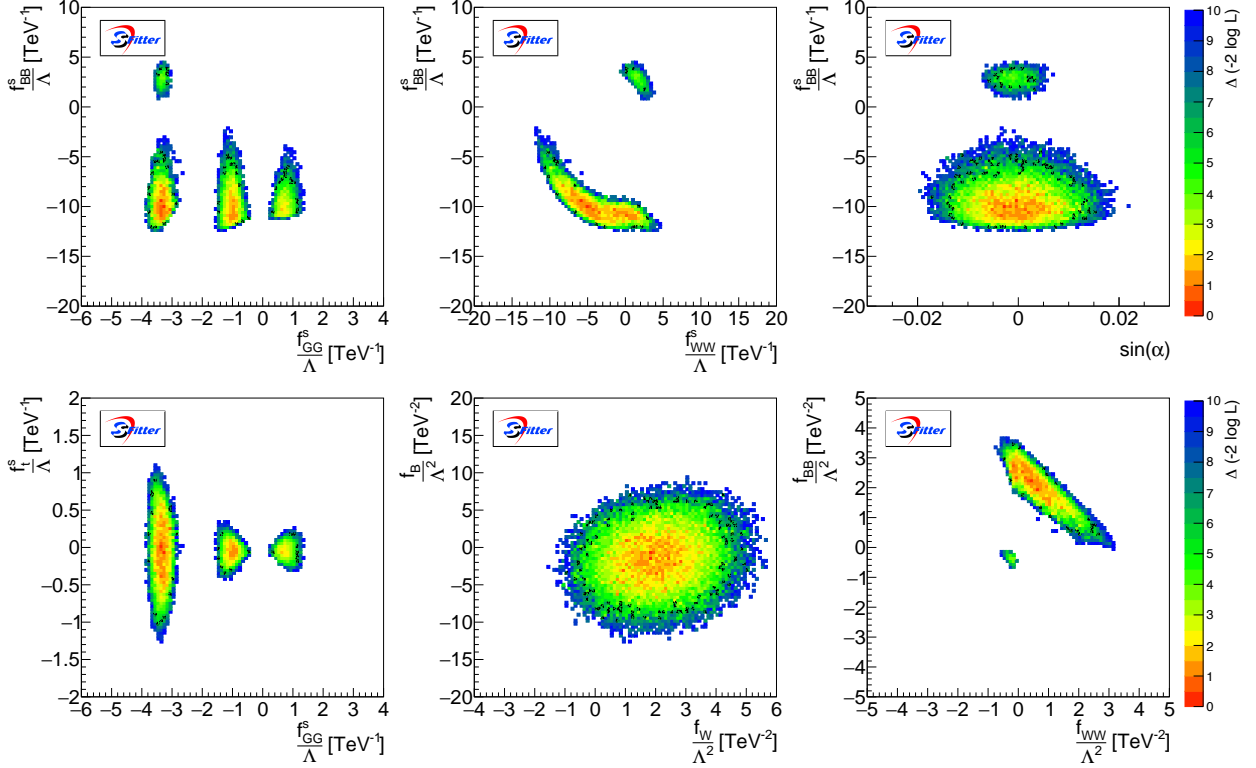 f^s_BB/Λ [TeV⁻¹]
10
5
0
−5
−10
−15
−20
SFitter
−6 −5 −4 −3 −2 −1 0 1 2 3 4
f^s_GG/Λ [TeV⁻¹]
f^s_BB/Λ [TeV⁻¹]
10
5
0
−5
−10
−15
−20
SFitter
−20 −15 −10 −5 0 5 10 15 20
f^s_WW/Λ [TeV⁻¹]
f^s_BB/Λ [TeV⁻¹]
10
5
0
−5
−10
−15
−20
SFitter
−0.02 0 0.02
sin(α)
10
9
8
7
6
5
4
3
2
1
0
Δ (-2 log L)
f^s_t/Λ [TeV⁻¹]
2
1.5
1
0.5
0
−0.5
−1
−1.5
−2
SFitter
−6 −5 −4 −3 −2 −1 0 1 2 3 4
f^s_GG/Λ [TeV⁻¹]
f_B/Λ² [TeV⁻²]
20
15
10
5
0
−5
−10
−15
−20
SFitter
−4 −3 −2 −1 0 1 2 3 4 5 6
f_W/Λ² [TeV⁻²]
f_BB/Λ² [TeV⁻²]
5
4
3
2
1
0
−1
−2
−3
−4
−5
SFitter
−5 −4 −3 −2 −1 0 1 2 3 4 5
f_WW/Λ² [TeV⁻²]
10
9
8
7
6
5
4
3
2
1
0
Δ (-2 log L)